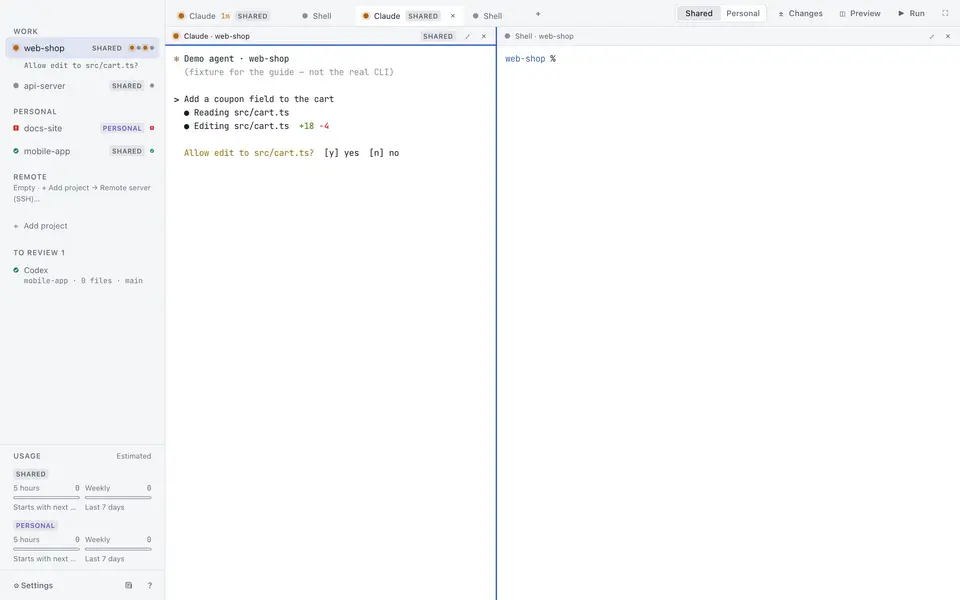 WORK
web-shop SHARED
Allow edit to src/cart.ts?
api-server SHARED
PERSONAL
docs-site PERSONAL
mobile-app SHARED
REMOTE
Empty · + Add project → Remote server
(SSH)...
+ Add project
TO REVIEW 1
Codex
mobile-app · 0 files · main
USAGE Estimated
SHARED
5 hours 0 Weekly 0
Starts with next ... Last 7 days
PERSONAL
5 hours 0 Weekly 0
Starts with next ... Last 7 days
Settings ?
Claude 1m SHARED Shell Claude SHARED × Shell +
Shared Personal ± Changes Preview Run
Claude · web-shop SHARED ×
✻ Demo agent · web-shop
(fixture for the guide — not the real CLI)
> Add a coupon field to the cart
● Reading src/cart.ts
● Editing src/cart.ts +18 -4
Allow edit to src/cart.ts? [y] yes [n] no
Shell · web-shop ×
web-shop %